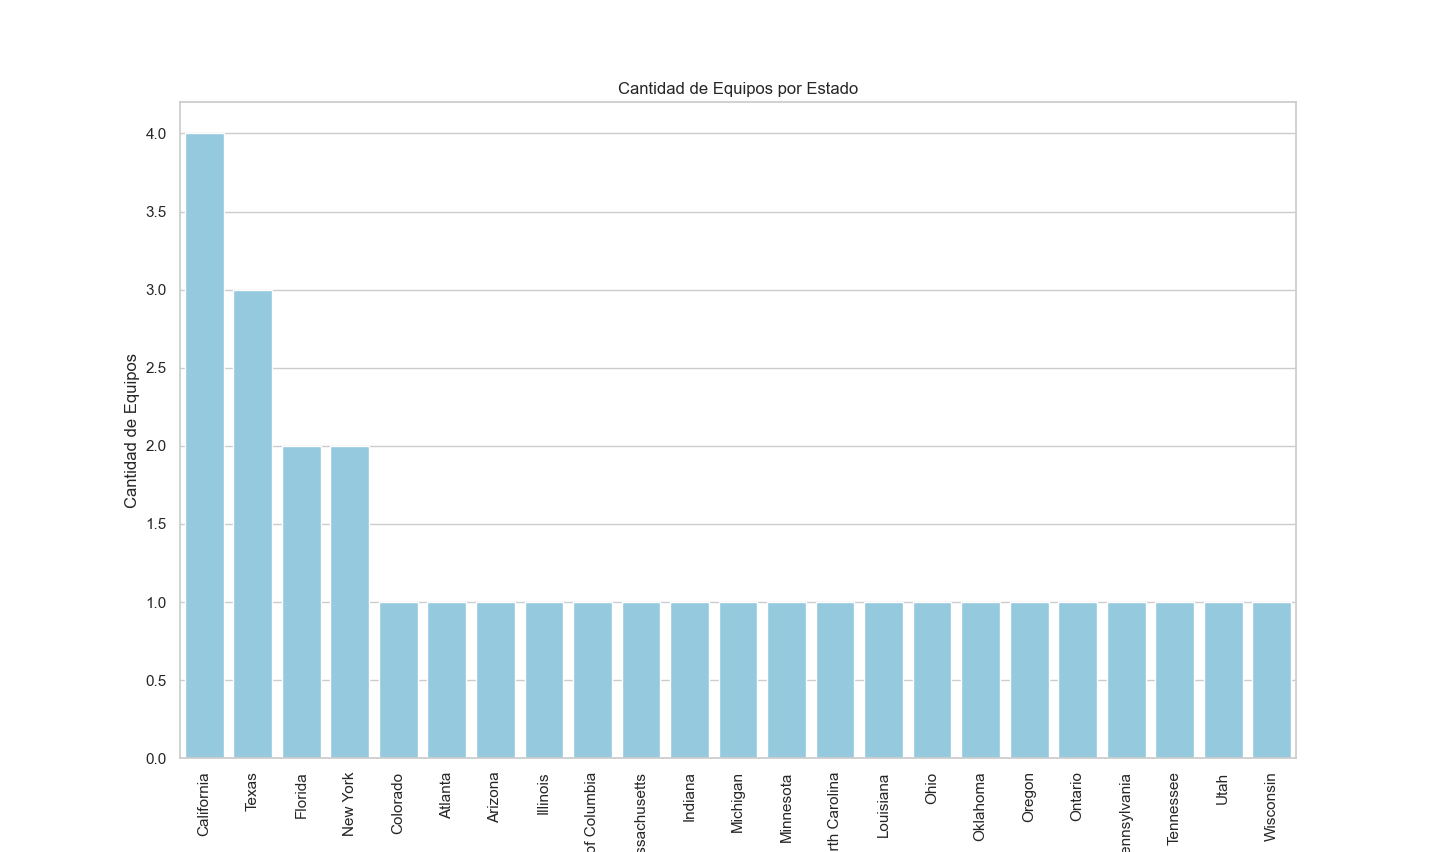 Cantidad de Equipos por Estado
Cantidad de Equipos
4.0
3.5
3.0
2.5
2.0
1.5
1.0
0.5
0.0
California
Texas
Florida
New York
Colorado
Atlanta
Arizona
Illinois
of Columbia
ssachusetts
Indiana
Michigan
Minnesota
rth Carolina
Louisiana
Ohio
Oklahoma
Oregon
Ontario
ennsylvania
Tennessee
Utah
Wisconsin